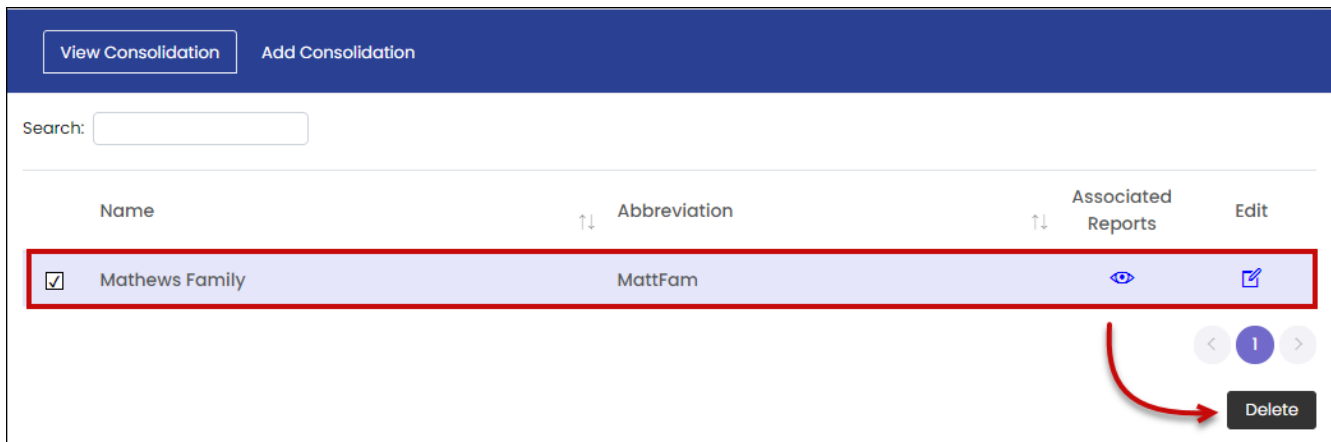 View Consolidation Add Consolidation
Search:
Name Abbreviation Associated Reports Edit
Mathews Family MattFam
1
Delete